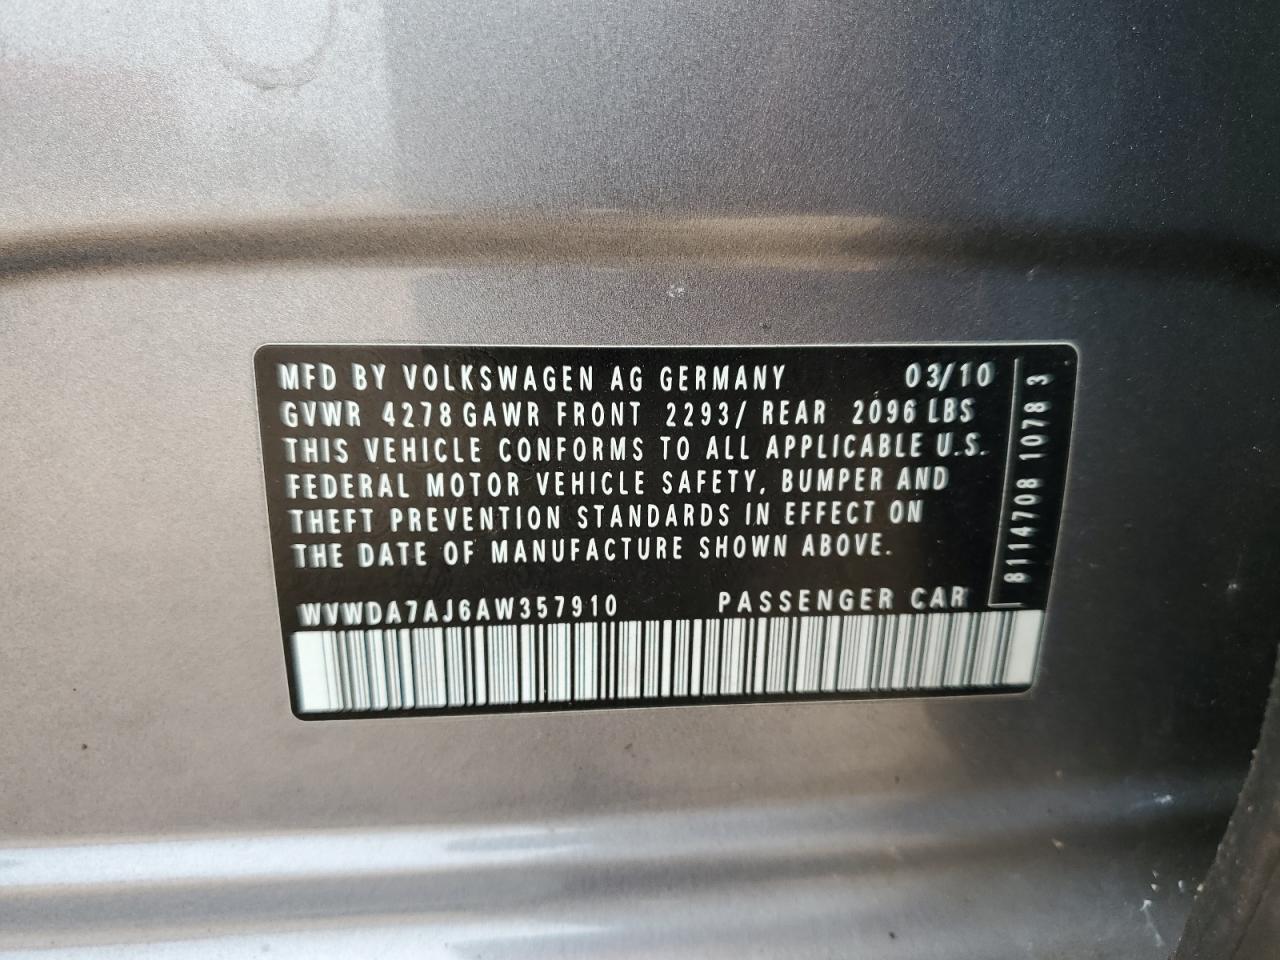 MFD BY VOLKSWAGEN AG GERMANY 03/10
GVWR 4278 GAWR FRONT 2293/ REAR 2096 LBS
THIS VEHICLE CONFORMS TO ALL APPLICABLE U.S.
FEDERAL MOTOR VEHICLE SAFETY, BUMPER AND
THEFT PREVENTION STANDARDS IN EFFECT ON
THE DATE OF MANUFACTURE SHOWN ABOVE.
WVWDA7AJ6AW357910 PASSENGER CAR
8114708 10783